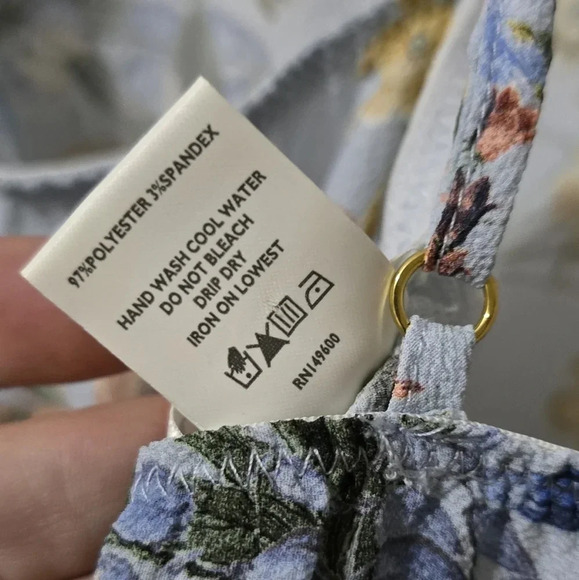 97%POLYESTER 3%SPANDEX
HAND WASH COOL WATER
DO NOT BLEACH
DRIP DRY
IRON ON LOWEST
RN149600